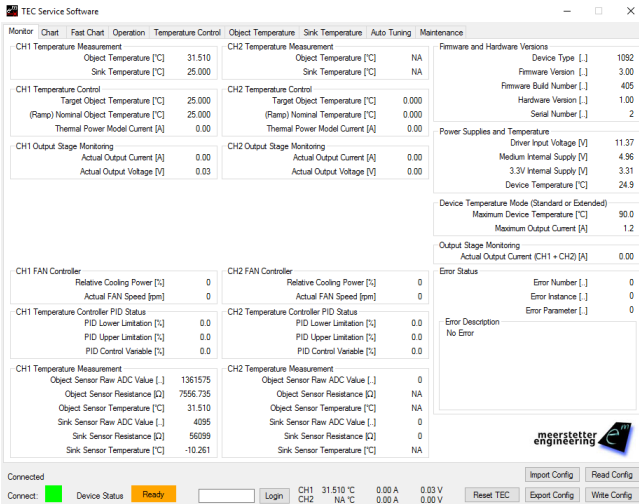 TEC Service Software
Monitor Chart Fast Chart Operation Temperature Control Object Temperature Sink Temperature Auto Tuning Maintenance
CH1 Temperature Measurement
Object Temperature [°C] 31.510
Sink Temperature [°C] 25.000
CH1 Temperature Control
Target Object Temperature [°C] 25.000
(Ramp) Nominal Object Temperature [°C] 25.000
Thermal Power Model Current [A] 0.00
CH1 Output Stage Monitoring
Actual Output Current [A] 0.00
Actual Output Voltage [V] 0.03
CH1 FAN Controller
Relative Cooling Power [%] 0
Actual FAN Speed [rpm] 0
CH1 Temperature Controller PID Status
PID Lower Limitation [%] 0.0
PID Upper Limitation [%] 0.0
PID Control Variable [%] 0.0
CH1 Temperature Measurement
Object Sensor Raw ADC Value [..] 1361575
Object Sensor Resistance [Ω] 7556.735
Object Sensor Temperature [°C] 31.510
Sink Sensor Raw ADC Value [..] 4095
Sink Sensor Resistance [Ω] 56099
Sink Sensor Temperature [°C] -10.261
CH2 Temperature Measurement
Object Temperature [°C] NA
Sink Temperature [°C] NA
CH2 Temperature Control
Target Object Temperature [°C] 0.000
(Ramp) Nominal Object Temperature [°C] 0.000
Thermal Power Model Current [A] 0.00
CH2 Output Stage Monitoring
Actual Output Current [A] 0.00
Actual Output Voltage [V] 0.00
CH2 FAN Controller
Relative Cooling Power [%] 0
Actual FAN Speed [rpm] 0
CH2 Temperature Controller PID Status
PID Lower Limitation [%] 0.0
PID Upper Limitation [%] 0.0
PID Control Variable [%] 0.0
CH2 Temperature Measurement
Object Sensor Raw ADC Value [..] 0
Object Sensor Resistance [Ω] NA
Object Sensor Temperature [°C] NA
Sink Sensor Raw ADC Value [..] 0
Sink Sensor Resistance [Ω] 0
Sink Sensor Temperature [°C] NA
Firmware and Hardware Versions
Device Type [..] 1092
Firmware Version [..] 3.00
Firmware Build Number [..] 405
Hardware Version [..] 1.00
Serial Number [..] 2
Power Supplies and Temperature
Driver Input Voltage [V] 11.37
Medium Internal Supply [V] 4.96
3.3V Internal Supply [V] 3.31
Device Temperature [°C] 24.9
Device Temperature Mode (Standard or Extended)
Maximum Device Temperature [°C] 90.0
Maximum Output Current [A] 1.2
Output Stage Monitoring
Actual Output Current (CH1 + CH2) [A] 0.00
Error Status
Error Number [..] 0
Error Instance [..] 0
Error Parameter [..] 0
Error Description
No Error
meerstetter
engineering
em
Connected
Import Config Read Config
Connect: Device Status Ready Login
CH1 31.510 °C 0.00 A 0.03 V
CH2 NA °C 0.00 A 0.00 V
Reset TEC Export Config Write Config